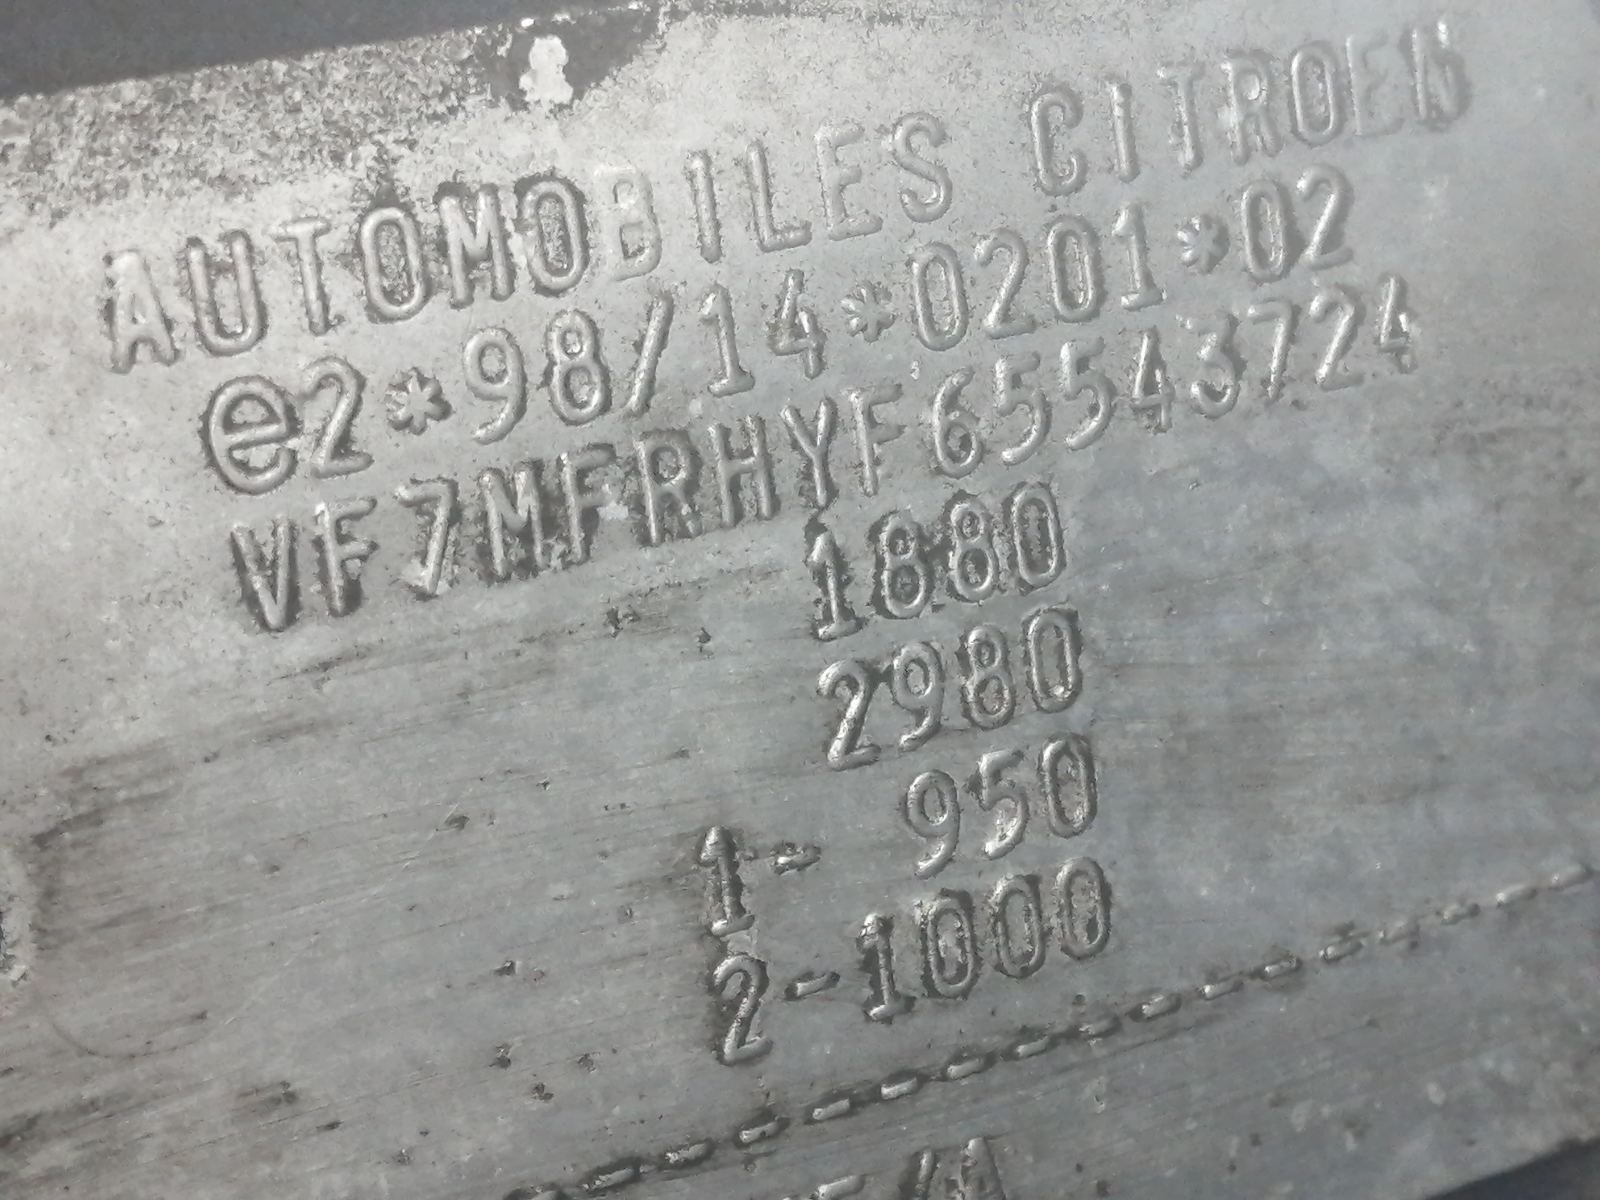 AUTOMOBILES CITROEN
e2*98/14*0201*02
VF7MFRHYF65543724
1880
2980
1- 950
2-1000